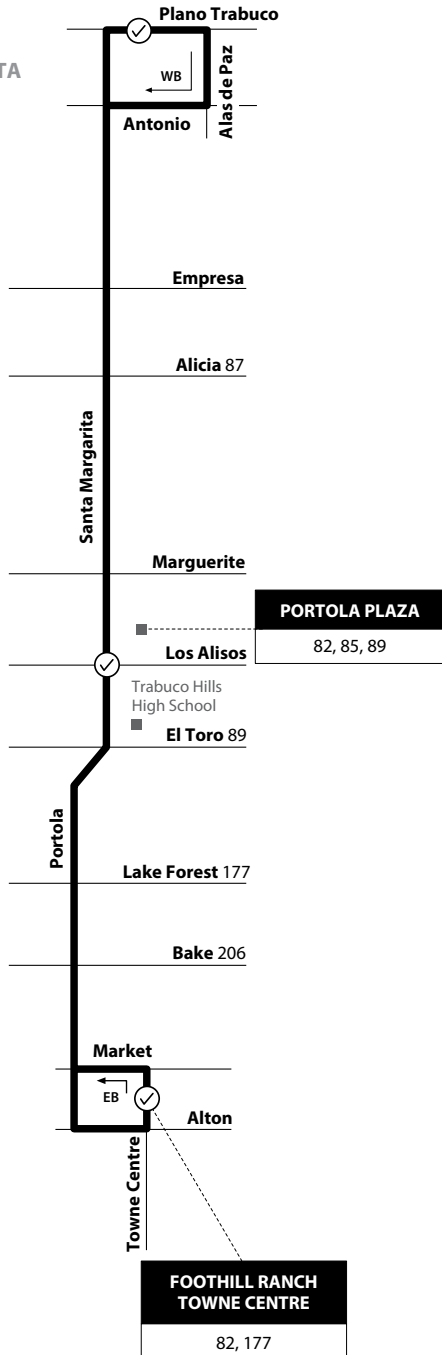 Plano Trabuco
TA
WB
Alas de Paz
Antonio
Empresa
Alicia 87
Santa Margarita
Marguerite
PORTOLA PLAZA
82, 85, 89
Los Alisos
Trabuco Hills
High School
El Toro 89
Portola
Lake Forest 177
Bake 206
Market
EB
Alton
Towne Centre
FOOTHILL RANCH
TOWNE CENTRE
82, 177